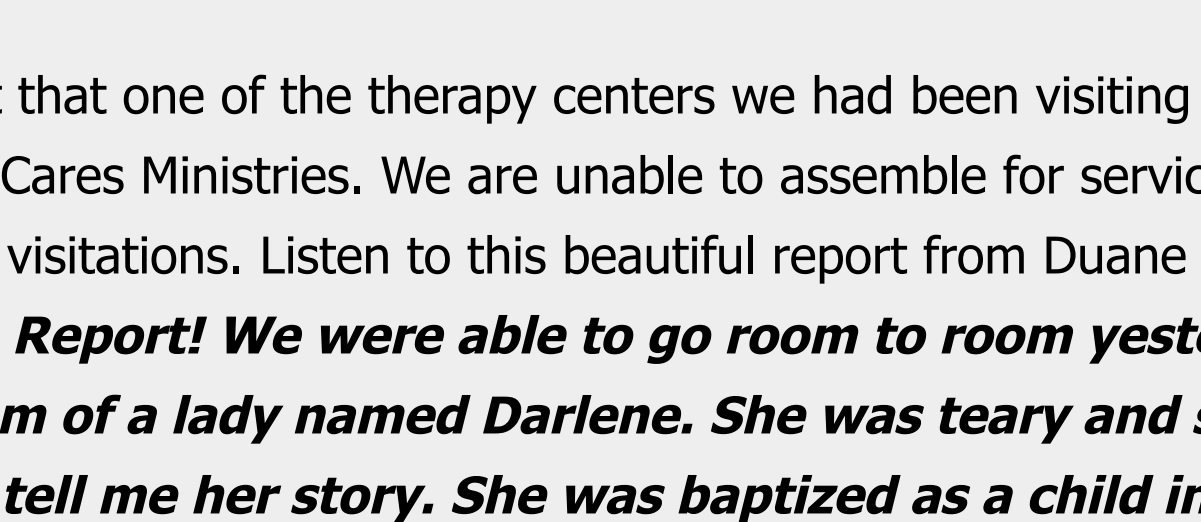 that one of the therapy centers we had been visiting
Cares Ministries. We are unable to assemble for
visitations. Listen to this beautiful report from Duane
Report! We were able to go room to room
of a lady named Darlene. She was teary and
tell me her story. She was baptized as a child